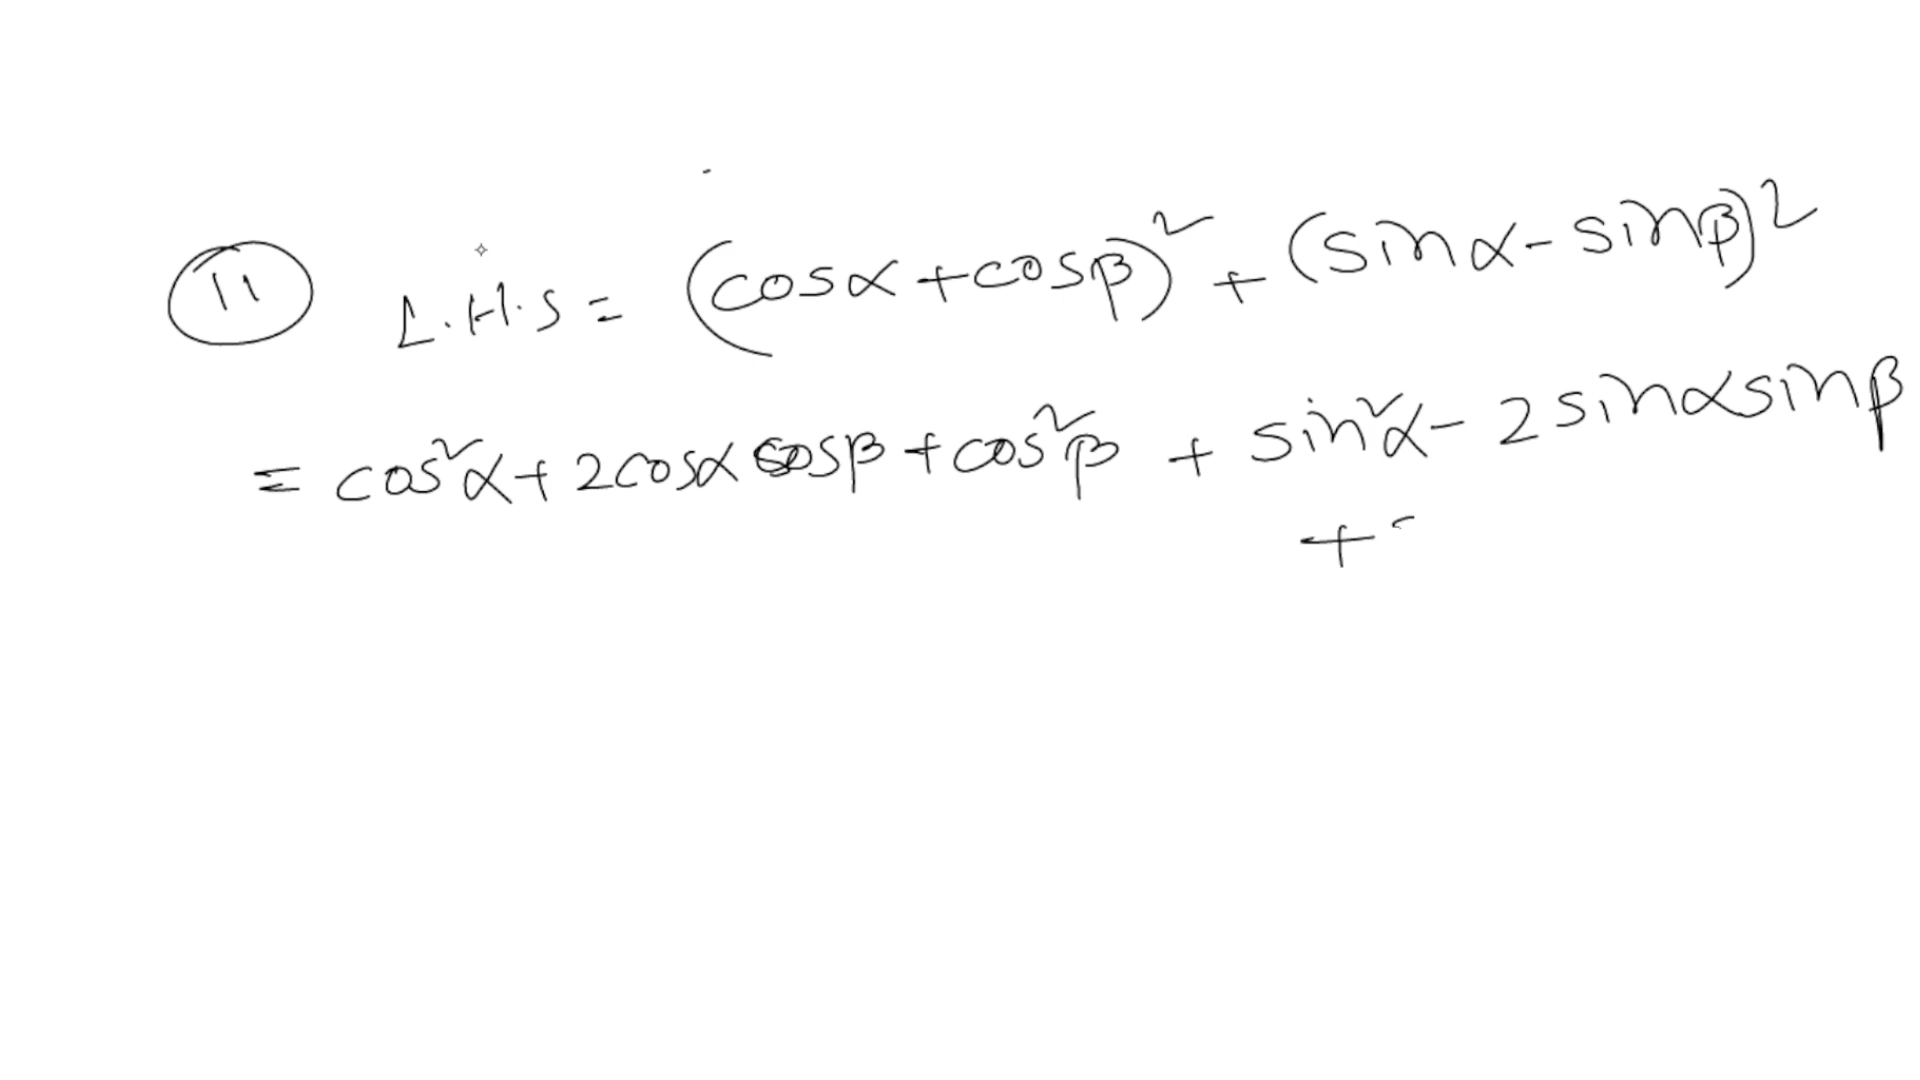 11 L.H.S = (cosα + cosβ)² + (sinα - sinβ)²
= cos²α + 2cosα cosβ + cos²β + sin²α - 2sinαsinβ
+